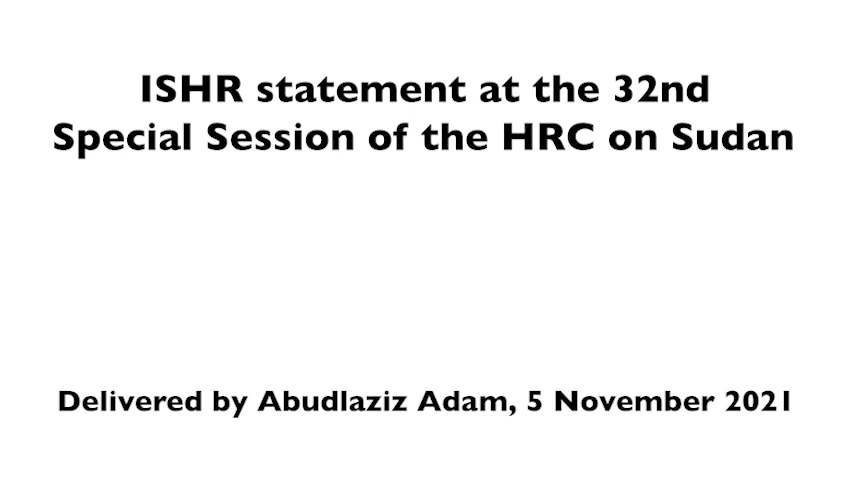 ISHR statement at the 32nd
Special Session of the HRC on Sudan
Delivered by Abudlaziz Adam, 5 November 2021